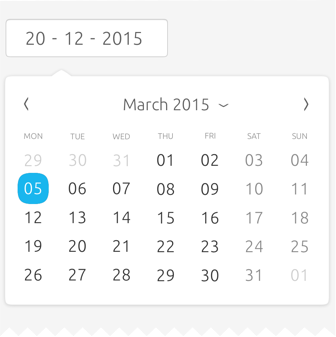 20 - 12 - 2015
March 2015
MON TUE WED THU FRI SAT SUN
29 30 31 01 02 03 04
05 06 07 08 09 10 11
12 13 14 15 16 17 18
19 20 21 22 23 24 25
26 27 28 29 30 31 01